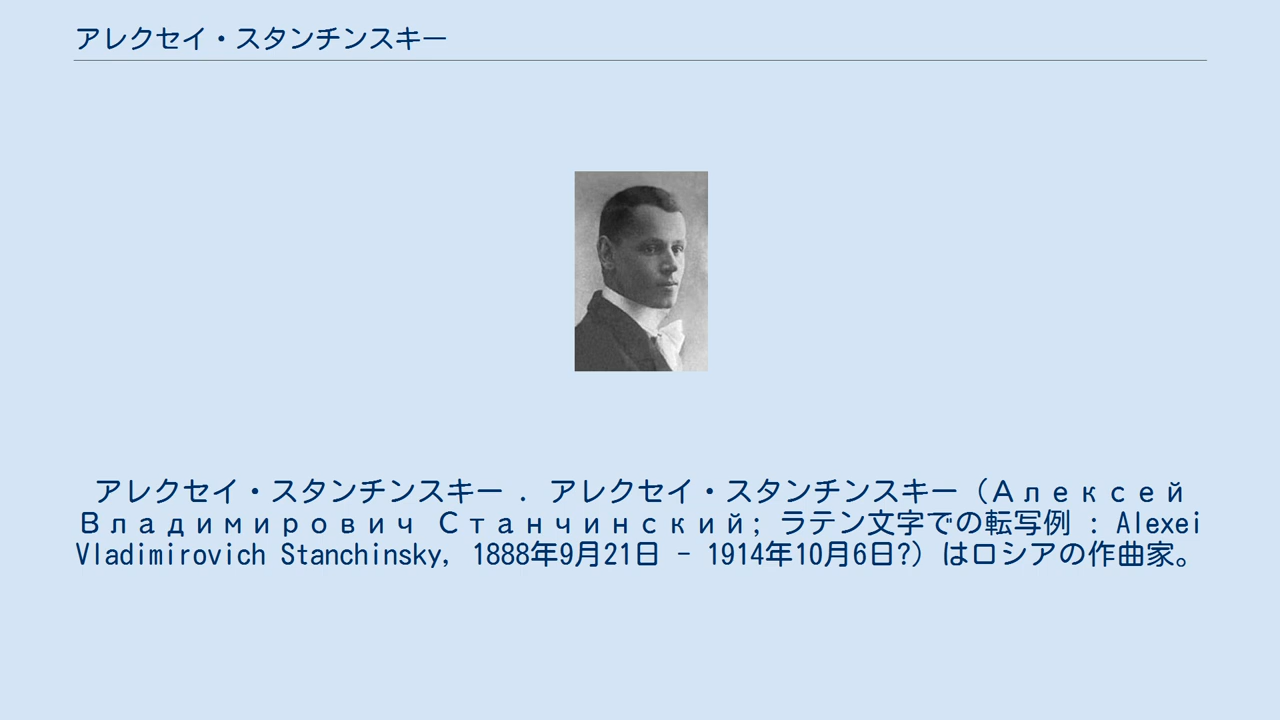 アレクセイ・スタンチンスキー
アレクセイ・スタンチンスキー . アレクセイ・スタンチンスキー（Алексей
Владимирович Станчинский; ラテン文字での転写例 : Alexei
Vladimirovich Stanchinsky, 1888年9月21日 - 1914年10月6日?）はロシアの作曲家。